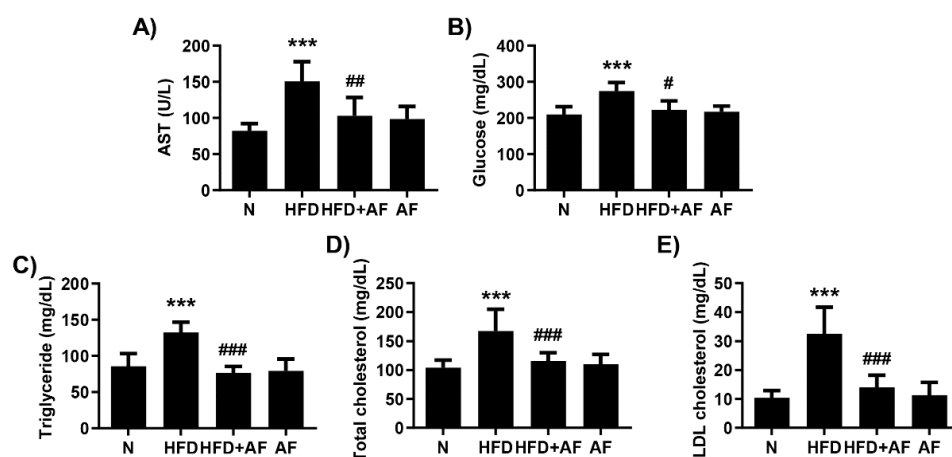 A)
AST (U/L)
200
150
100
50
0
***
##
N HFD HFD+AF AF
B)
Glucose (mg/dL)
400
300
200
100
0
***
#
N HFD HFD+AF AF
C)
Triglyceride (mg/dL)
200
150
100
50
0
***
###
N HFD HFD+AF AF
D)
Total cholesterol (mg/dL)
250
200
150
100
50
0
***
###
N HFD HFD+AF AF
E)
LDL cholesterol (mg/dL)
50
40
30
20
10
0
***
###
N HFD HFD+AF AF